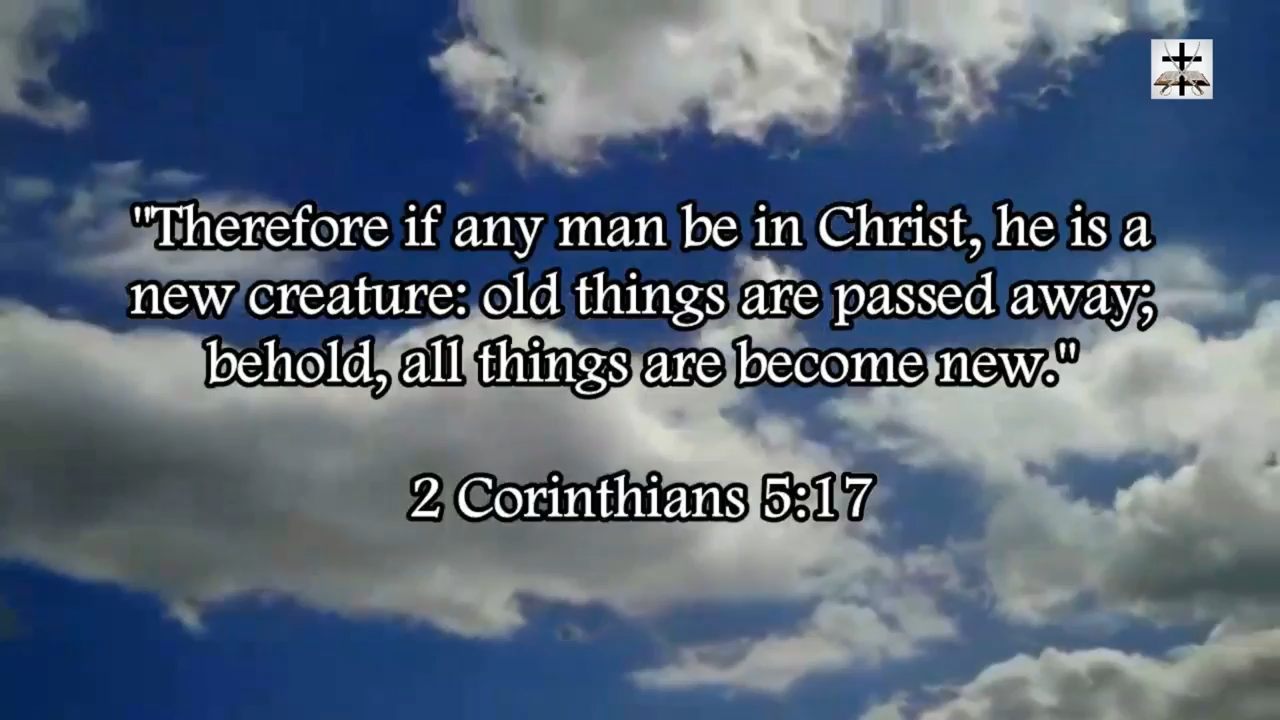 "Therefore if any man be in Christ, he is a
new creature: old things are passed away;
behold, all things are become new."
2 Corinthians 5:17